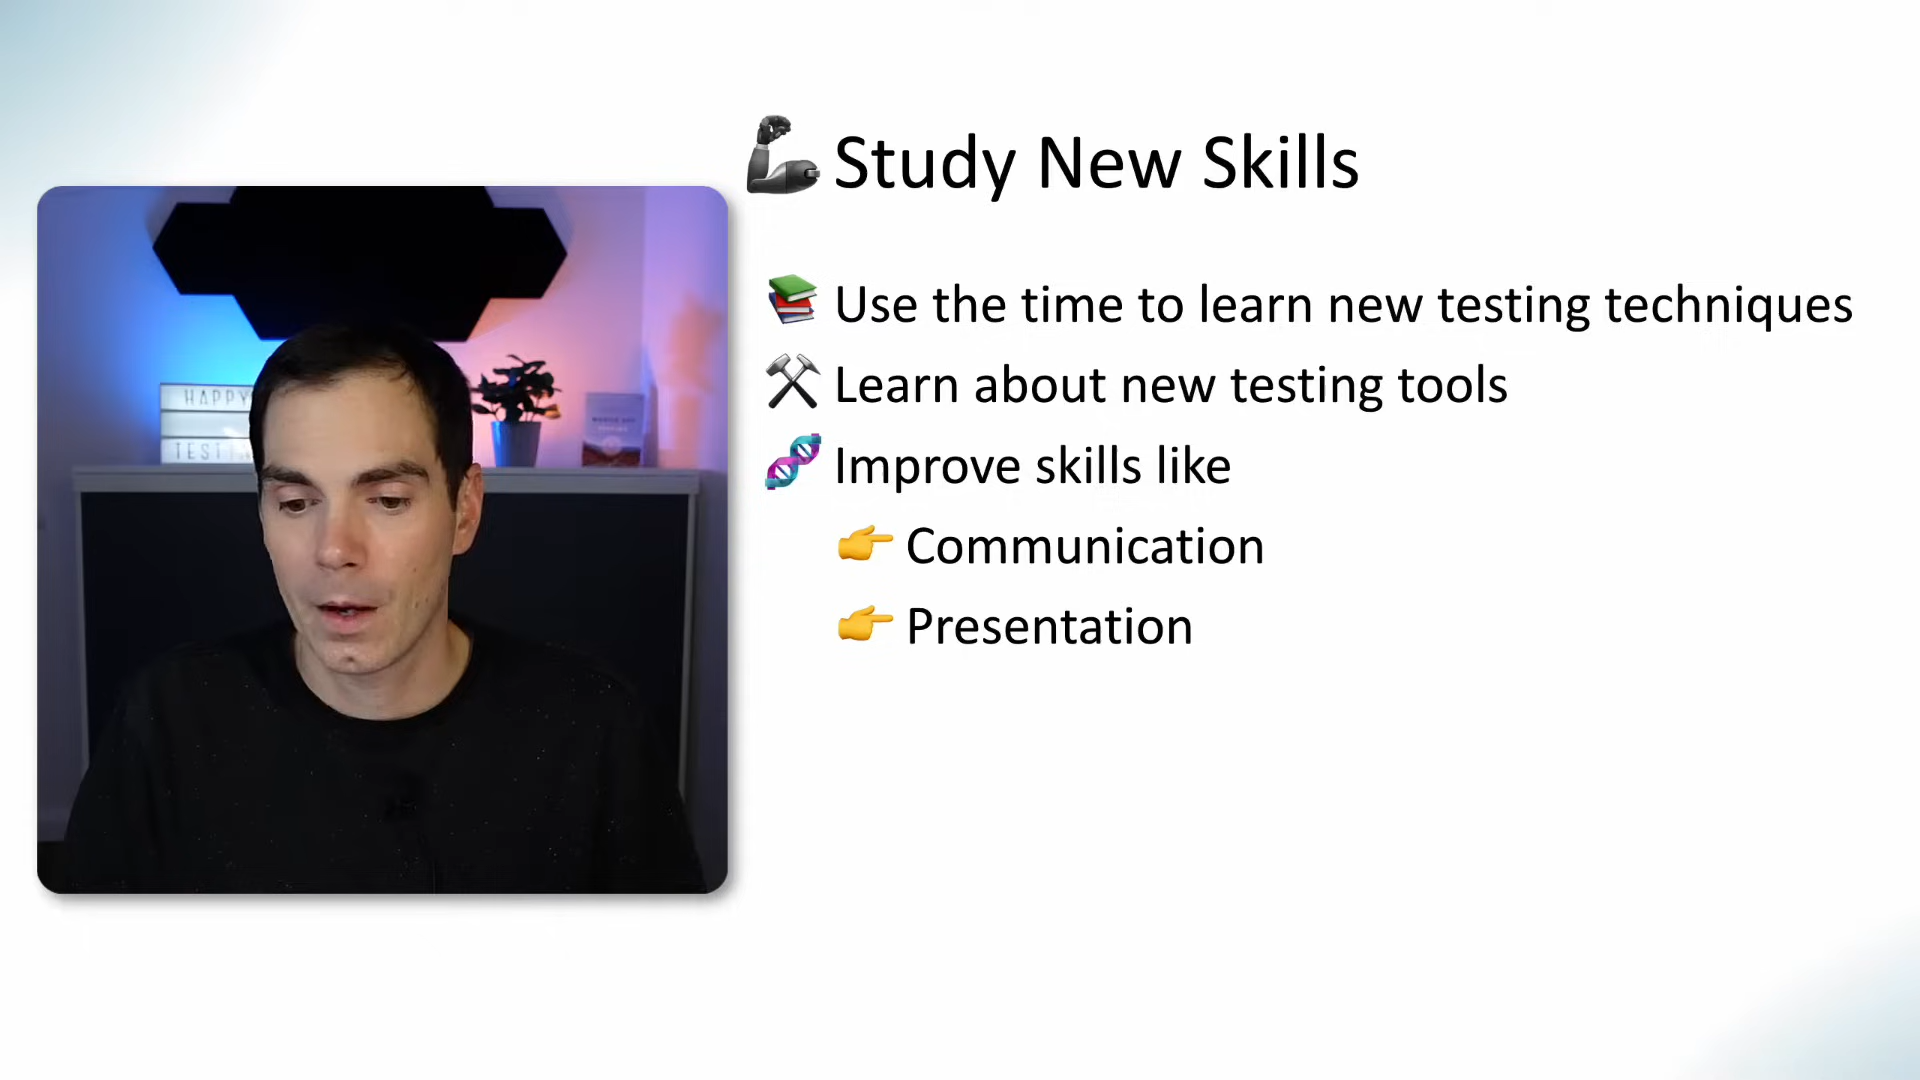 Study New Skills
Use the time to learn new testing techniques
Learn about new testing tools
Improve skills like
Communication
Presentation
HAPPY
TEST